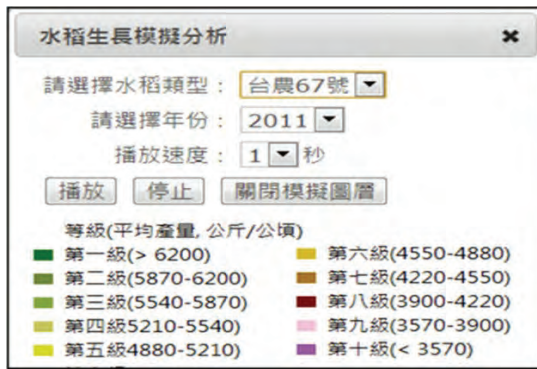 水稻生長模擬分析 ✖
請選擇水稻類型： 台農67號
請選擇年份： 2011
播放速度： 1 秒
播放 停止 關閉模擬圖層
等級(平均產量, 公斤/公頃)
第一級(> 6200) 第六級(4550-4880)
第二級(5870-6200) 第七級(4220-4550)
第三級(5540-5870) 第八級(3900-4220)
第四級5210-5540) 第九級(3570-3900)
第五級4880-5210) 第十級(< 3570)